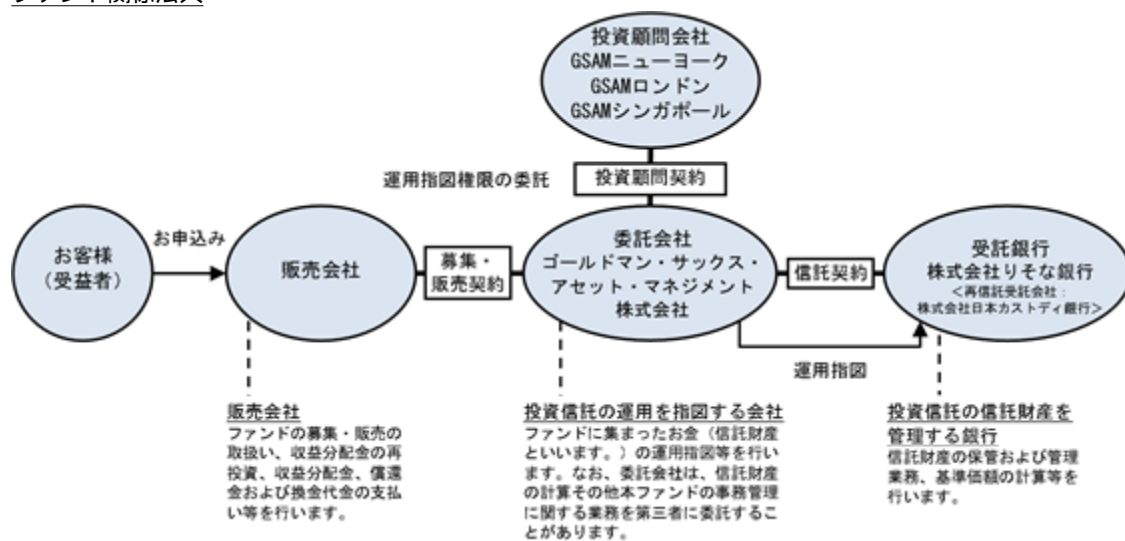 投資顧問会社
GSAMニューヨーク
GSAMロンドン
GSAMシンガポール
運用指図権限の委託
投資顧問契約
お客様
（受益者）
お申込み
販売会社
募集・
販売契約
委託会社
ゴールドマン・サックス・
アセット・マネジメント
株式会社
信託契約
受託銀行
株式会社りそな銀行
＜再信託受託会社：
株式会社日本カストディ銀行＞
運用指図
販売会社
ファンドの募集・販売の
取扱い、収益分配金の再
投資、収益分配金、償還
金および換金代金の支払
い等を行います。
投資信託の運用を指図する会社
ファンドに集まったお金（信託財産
といいます。）の運用指図等を行い
ます。なお、委託会社は、信託財産
の計算その他本ファンドの事務管理
に関する業務を第三者に委託するこ
とがあります。
投資信託の信託財産を
管理する銀行
信託財産の保管および管理
業務、基準価額の計算等を
行います。